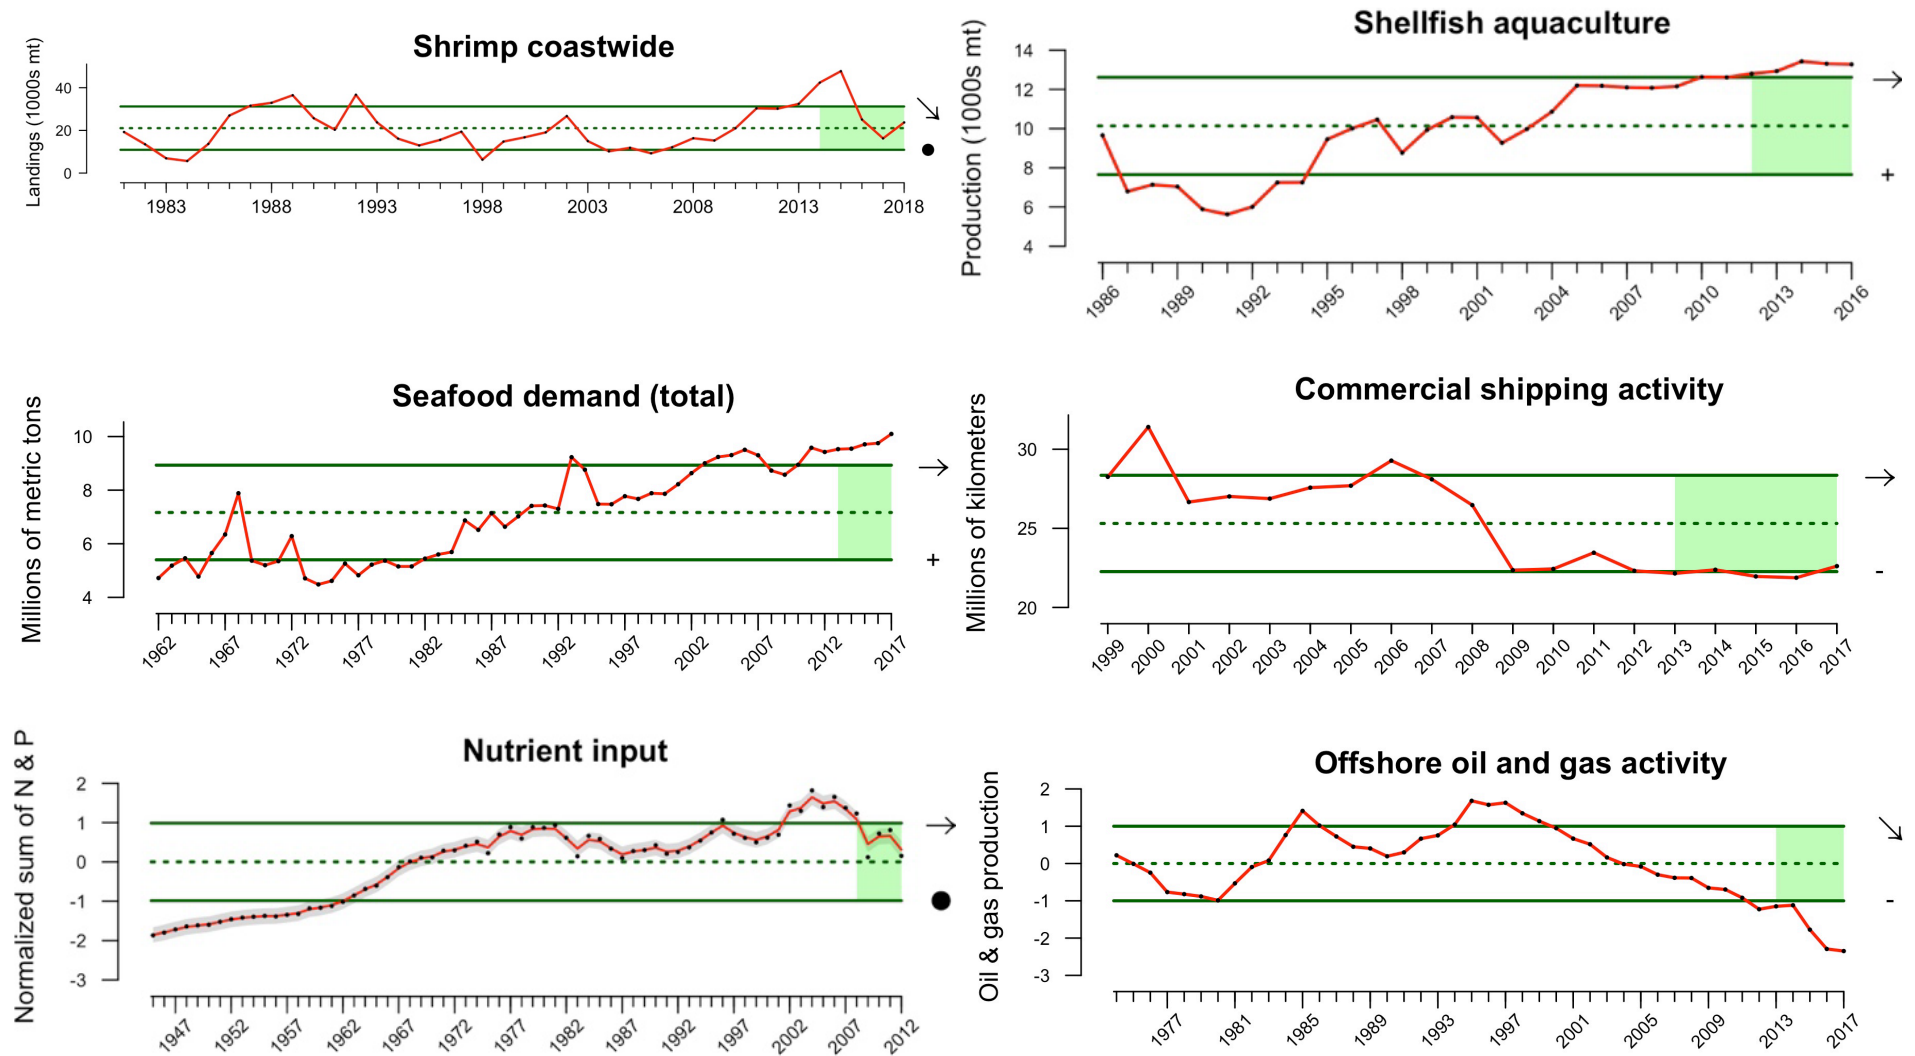 Shrimp coastwide
Landings (1000s mt)
40
20
0
1983 1988 1993 1998 2003 2008 2013 2018
Shellfish aquaculture
Production (1000s mt)
14
12
10
8
6
4
+
1986 1989 1992 1995 1998 2001 2004 2007 2010 2013 2016
Seafood demand (total)
Millions of metric tons
10
8
6
4
+
1962 1967 1972 1977 1982 1987 1992 1997 2002 2007 2012 2017
Commercial shipping activity
Millions of kilometers
30
25
20
-
1999 2000 2001 2002 2003 2004 2005 2006 2007 2008 2009 2010 2011 2012 2013 2014 2015 2016 2017
Nutrient input
Normalized sum of N & P
2
1
0
-1
-2
-3
1947 1952 1957 1962 1967 1972 1977 1982 1987 1992 1997 2002 2007 2012
Offshore oil and gas activity
Oil & gas production
2
1
0
-1
-2
-3
-
1977 1981 1985 1989 1993 1997 2001 2005 2009 2013 2017